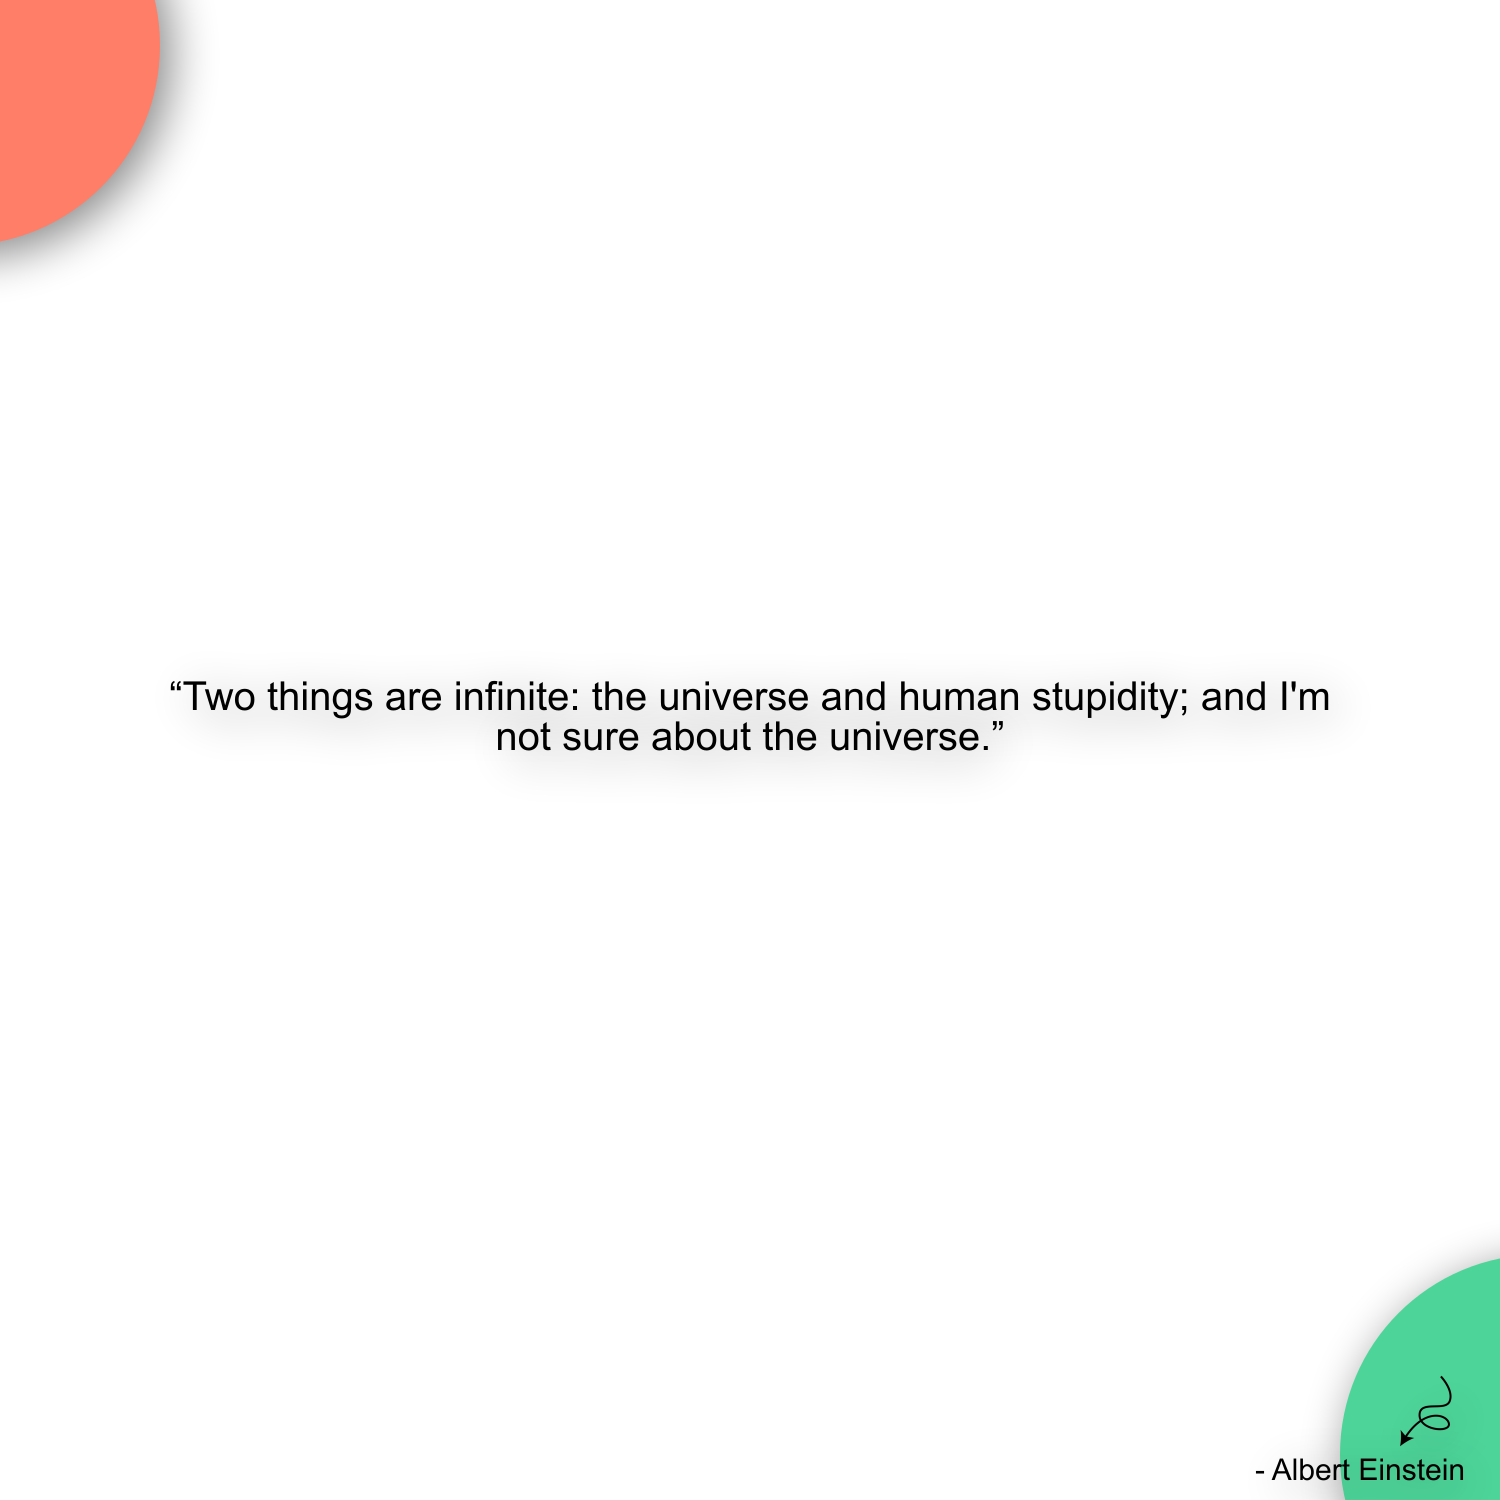 “Two things are infinite: the universe and human stupidity; and I'm
not sure about the universe.”
- Albert Einstein